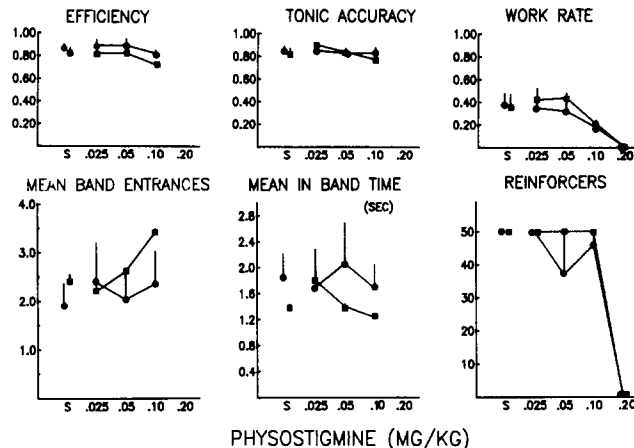 EFFICIENCY TONIC ACCURACY WORK RATE
1.00 1.00 1.00
0.80 0.80 0.80
0.60 0.60 0.60
0.40 0.40 0.40
0.20 0.20 0.20
S .025 .05 .10 .20 S .025 .05 .10 .20 S .025 .05 .10 .20
MEAN BAND ENTRANCES MEAN IN BAND TIME REINFORCERS
(SEC)
4.0 2.8
3.0 2.4 50
2.0 2.0 40
1.0 1.6 30
1.2 20
0.8 10
0.4
S .025 .05 .10 .20 S .025 .05 .10 .20 S .025 .05 .10 .20
PHYSOSTIGMINE (MG/KG)